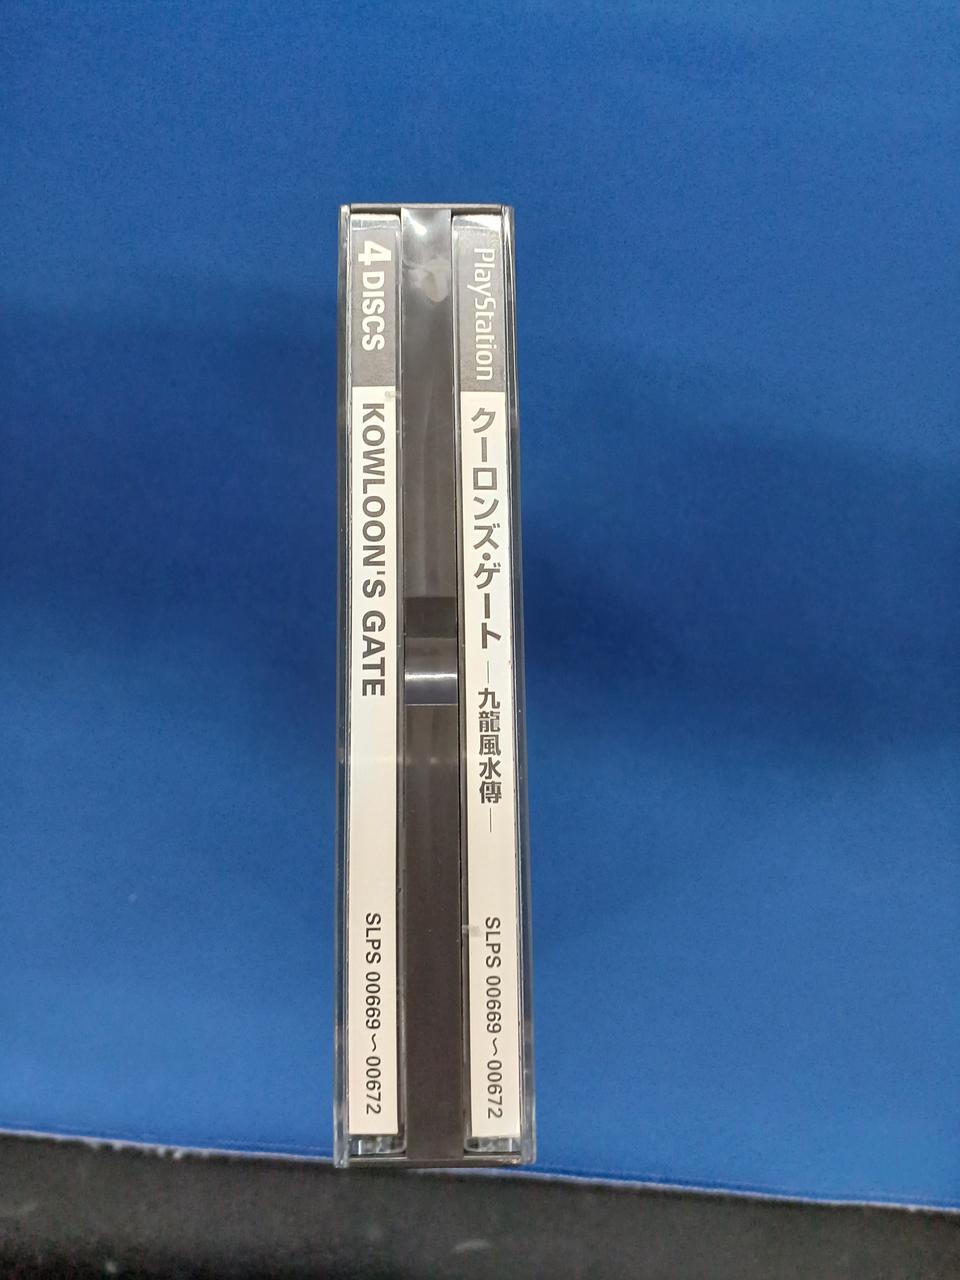 PlayStation
クーロンズ・ゲート ―九龍風水傳―
SLPS 00669～00672
4 DISCS
KOWLOON'S GATE
SLPS 00669～00672